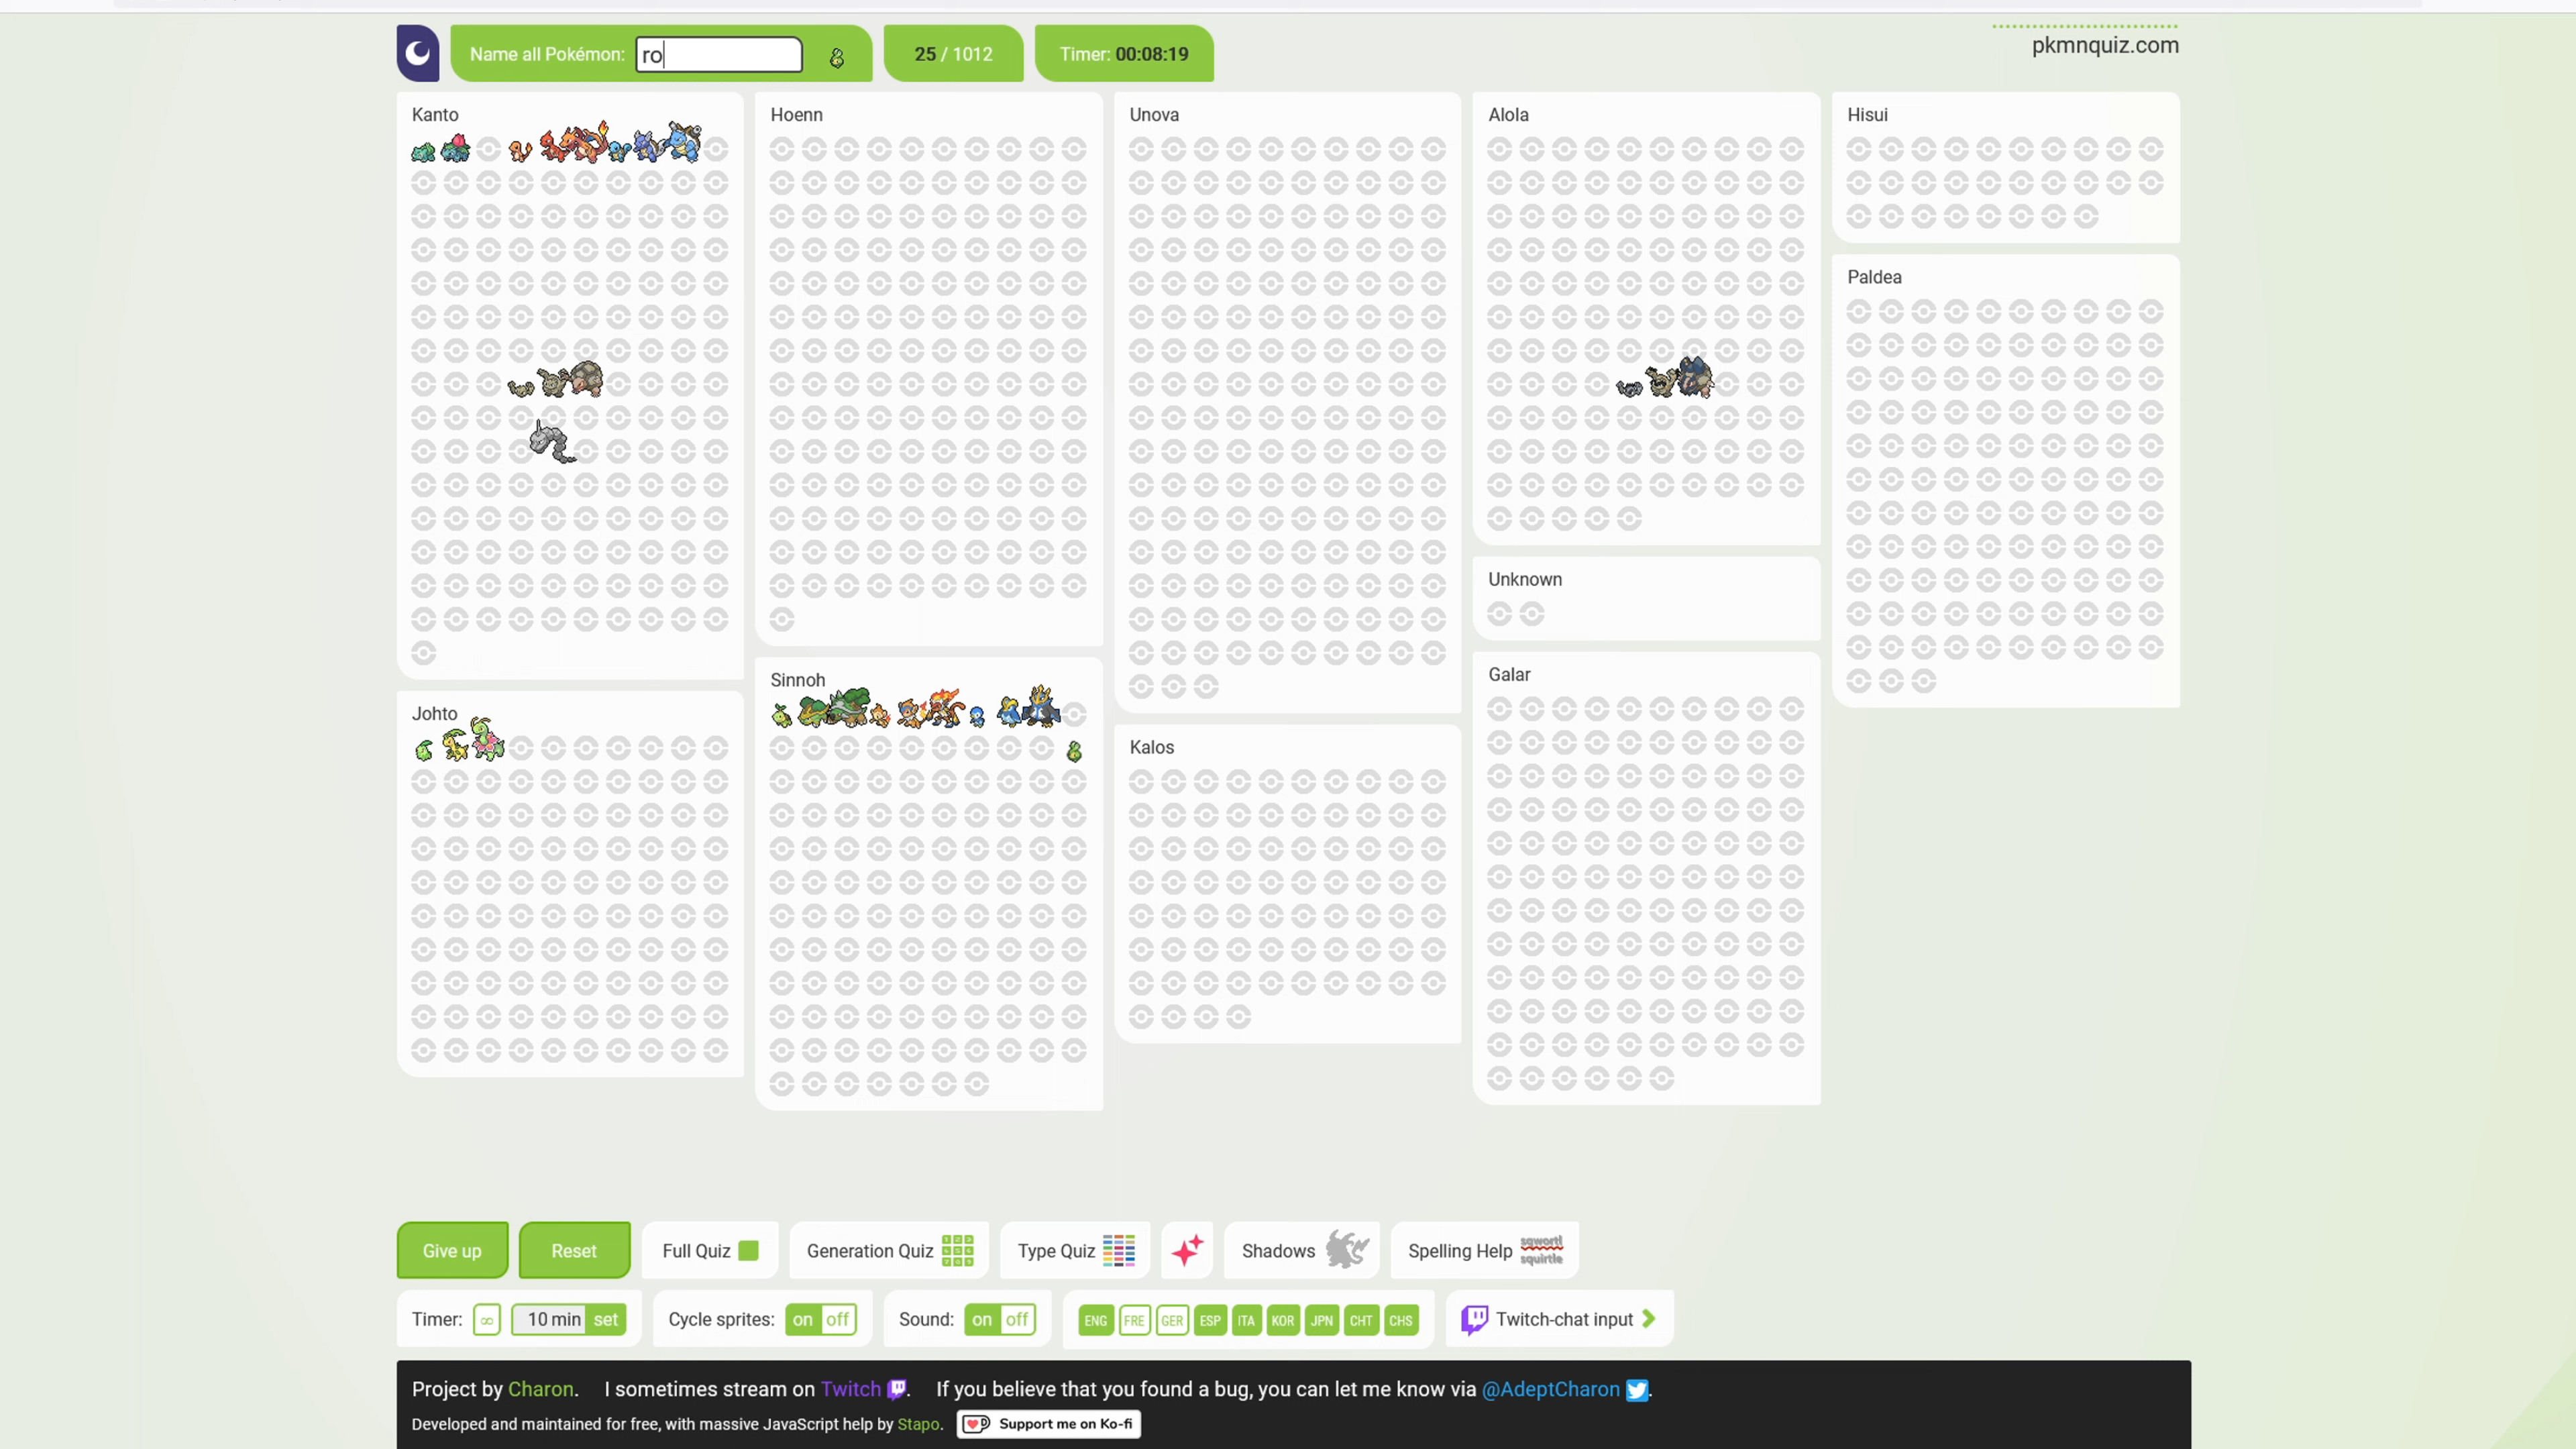 Name all Pokémon: ro
25 / 1012
Timer: 00:08:19
pkmnquiz.com
Kanto
Hoenn
Unova
Alola
Hisui
Paldea
Unknown
Galar
Sinnoh
Johto
Kalos
Give up
Reset
Full Quiz
Generation Quiz
Type Quiz
Shadows
Spelling Help
sqwortl
squirtle
Timer: ∞ 10 min set
Cycle sprites: on off
Sound: on off
ENG FRE GER ESP ITA KOR JPN CHT CHS
Twitch-chat input
Project by Charon. I sometimes stream on Twitch. If you believe that you found a bug, you can let me know via @AdeptCharon.
Developed and maintained for free, with massive JavaScript help by Stapo. Support me on Ko-fi